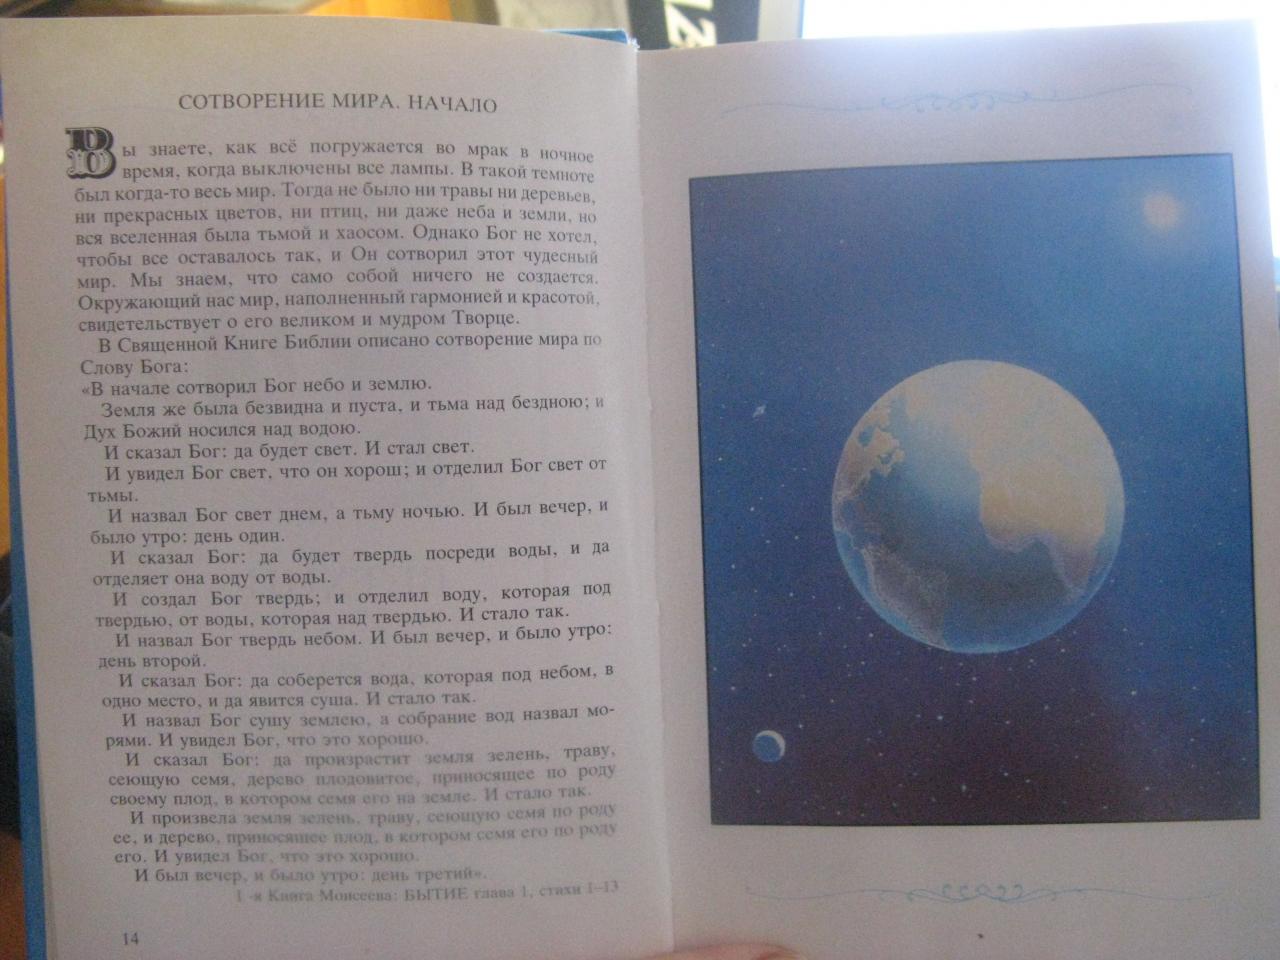 СОТВОРЕНИЕ МИРА. НАЧАЛО
Вы знаете, как всё погружается во мрак в ночное
время, когда выключены все лампы. В такой темноте
был когда-то весь мир. Тогда не было ни травы ни деревьев,
ни прекрасных цветов, ни птиц, ни даже неба и земли, но
вся вселенная была тьмой и хаосом. Однако Бог не хотел,
чтобы все оставалось так, и Он сотворил этот чудесный
мир. Мы знаем, что само собой ничего не создается.
Окружающий нас мир, наполненный гармонией и красотой,
свидетельствует о его великом и мудром Творце.
В Священной Книге Библии описано сотворение мира по
Слову Бога:
«В начале сотворил Бог небо и землю.
Земля же была безвидна и пуста, и тьма над бездною; и
Дух Божий носился над водою.
И сказал Бог: да будет свет. И стал свет.
И увидел Бог свет, что он хорош; и отделил Бог свет от
тьмы.
И назвал Бог свет днем, а тьму ночью. И был вечер, и
было утро: день один.
И сказал Бог: да будет твердь посреди воды, и да
отделяет она воду от воды.
И создал Бог твердь; и отделил воду, которая под
твердью, от воды, которая над твердью. И стало так.
И назвал Бог твердь небом. И был вечер, и было утро:
день второй.
И сказал Бог: да соберется вода, которая под небом, в
одно место, и да явится суша. И стало так.
И назвал Бог сушу землею, а собрание вод назвал мо-
рями. И увидел Бог, что это хорошо.
И сказал Бог: да произрастит земля зелень, траву,
сеющую семя, дерево плодовитое, приносящее по роду
своему плод, в котором семя его на земле. И стало так.
И произвела земля зелень, траву, сеющую семя по роду
ее, и дерево, приносящее плод, в котором семя его по роду
его. И увидел Бог, что это хорошо.
И был вечер, и было утро: день третий».
1-я Книга Моисеева: БЫТИЕ глава 1, стихи 1–13
14